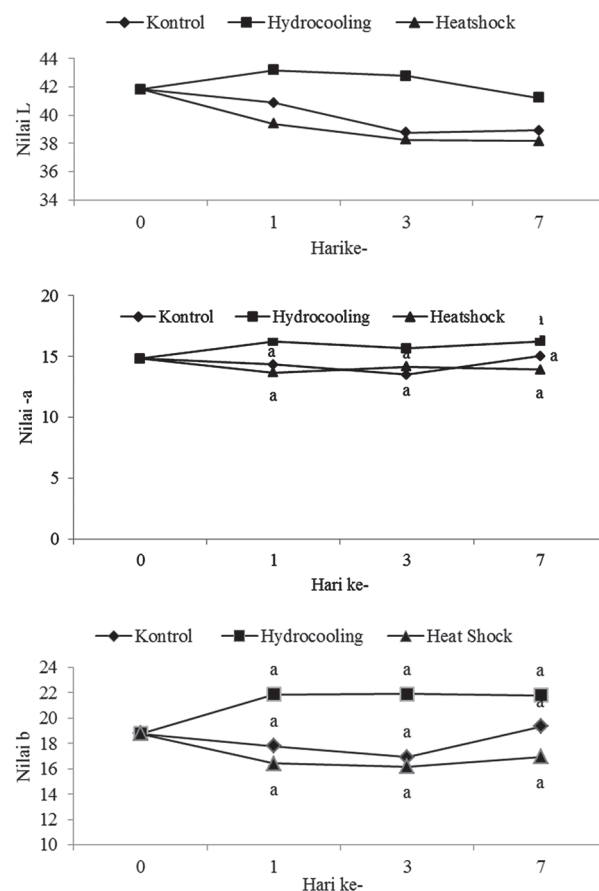 Kontrol Hydrocooling Heatshock
44
42
40
38
36
34
Nilai L
0 1 3 7
Harike-
20
15
10
5
0
Nilai -a
Kontrol Hydrocooling Heatshock
a
a a a
a a a
0 1 3 7
Hari ke-
Kontrol Hydrocooling Heat Shock
24
22
20
18
16
14
12
10
Nilai b
a a a
a a a
a a a
0 1 3 7
Hari ke-